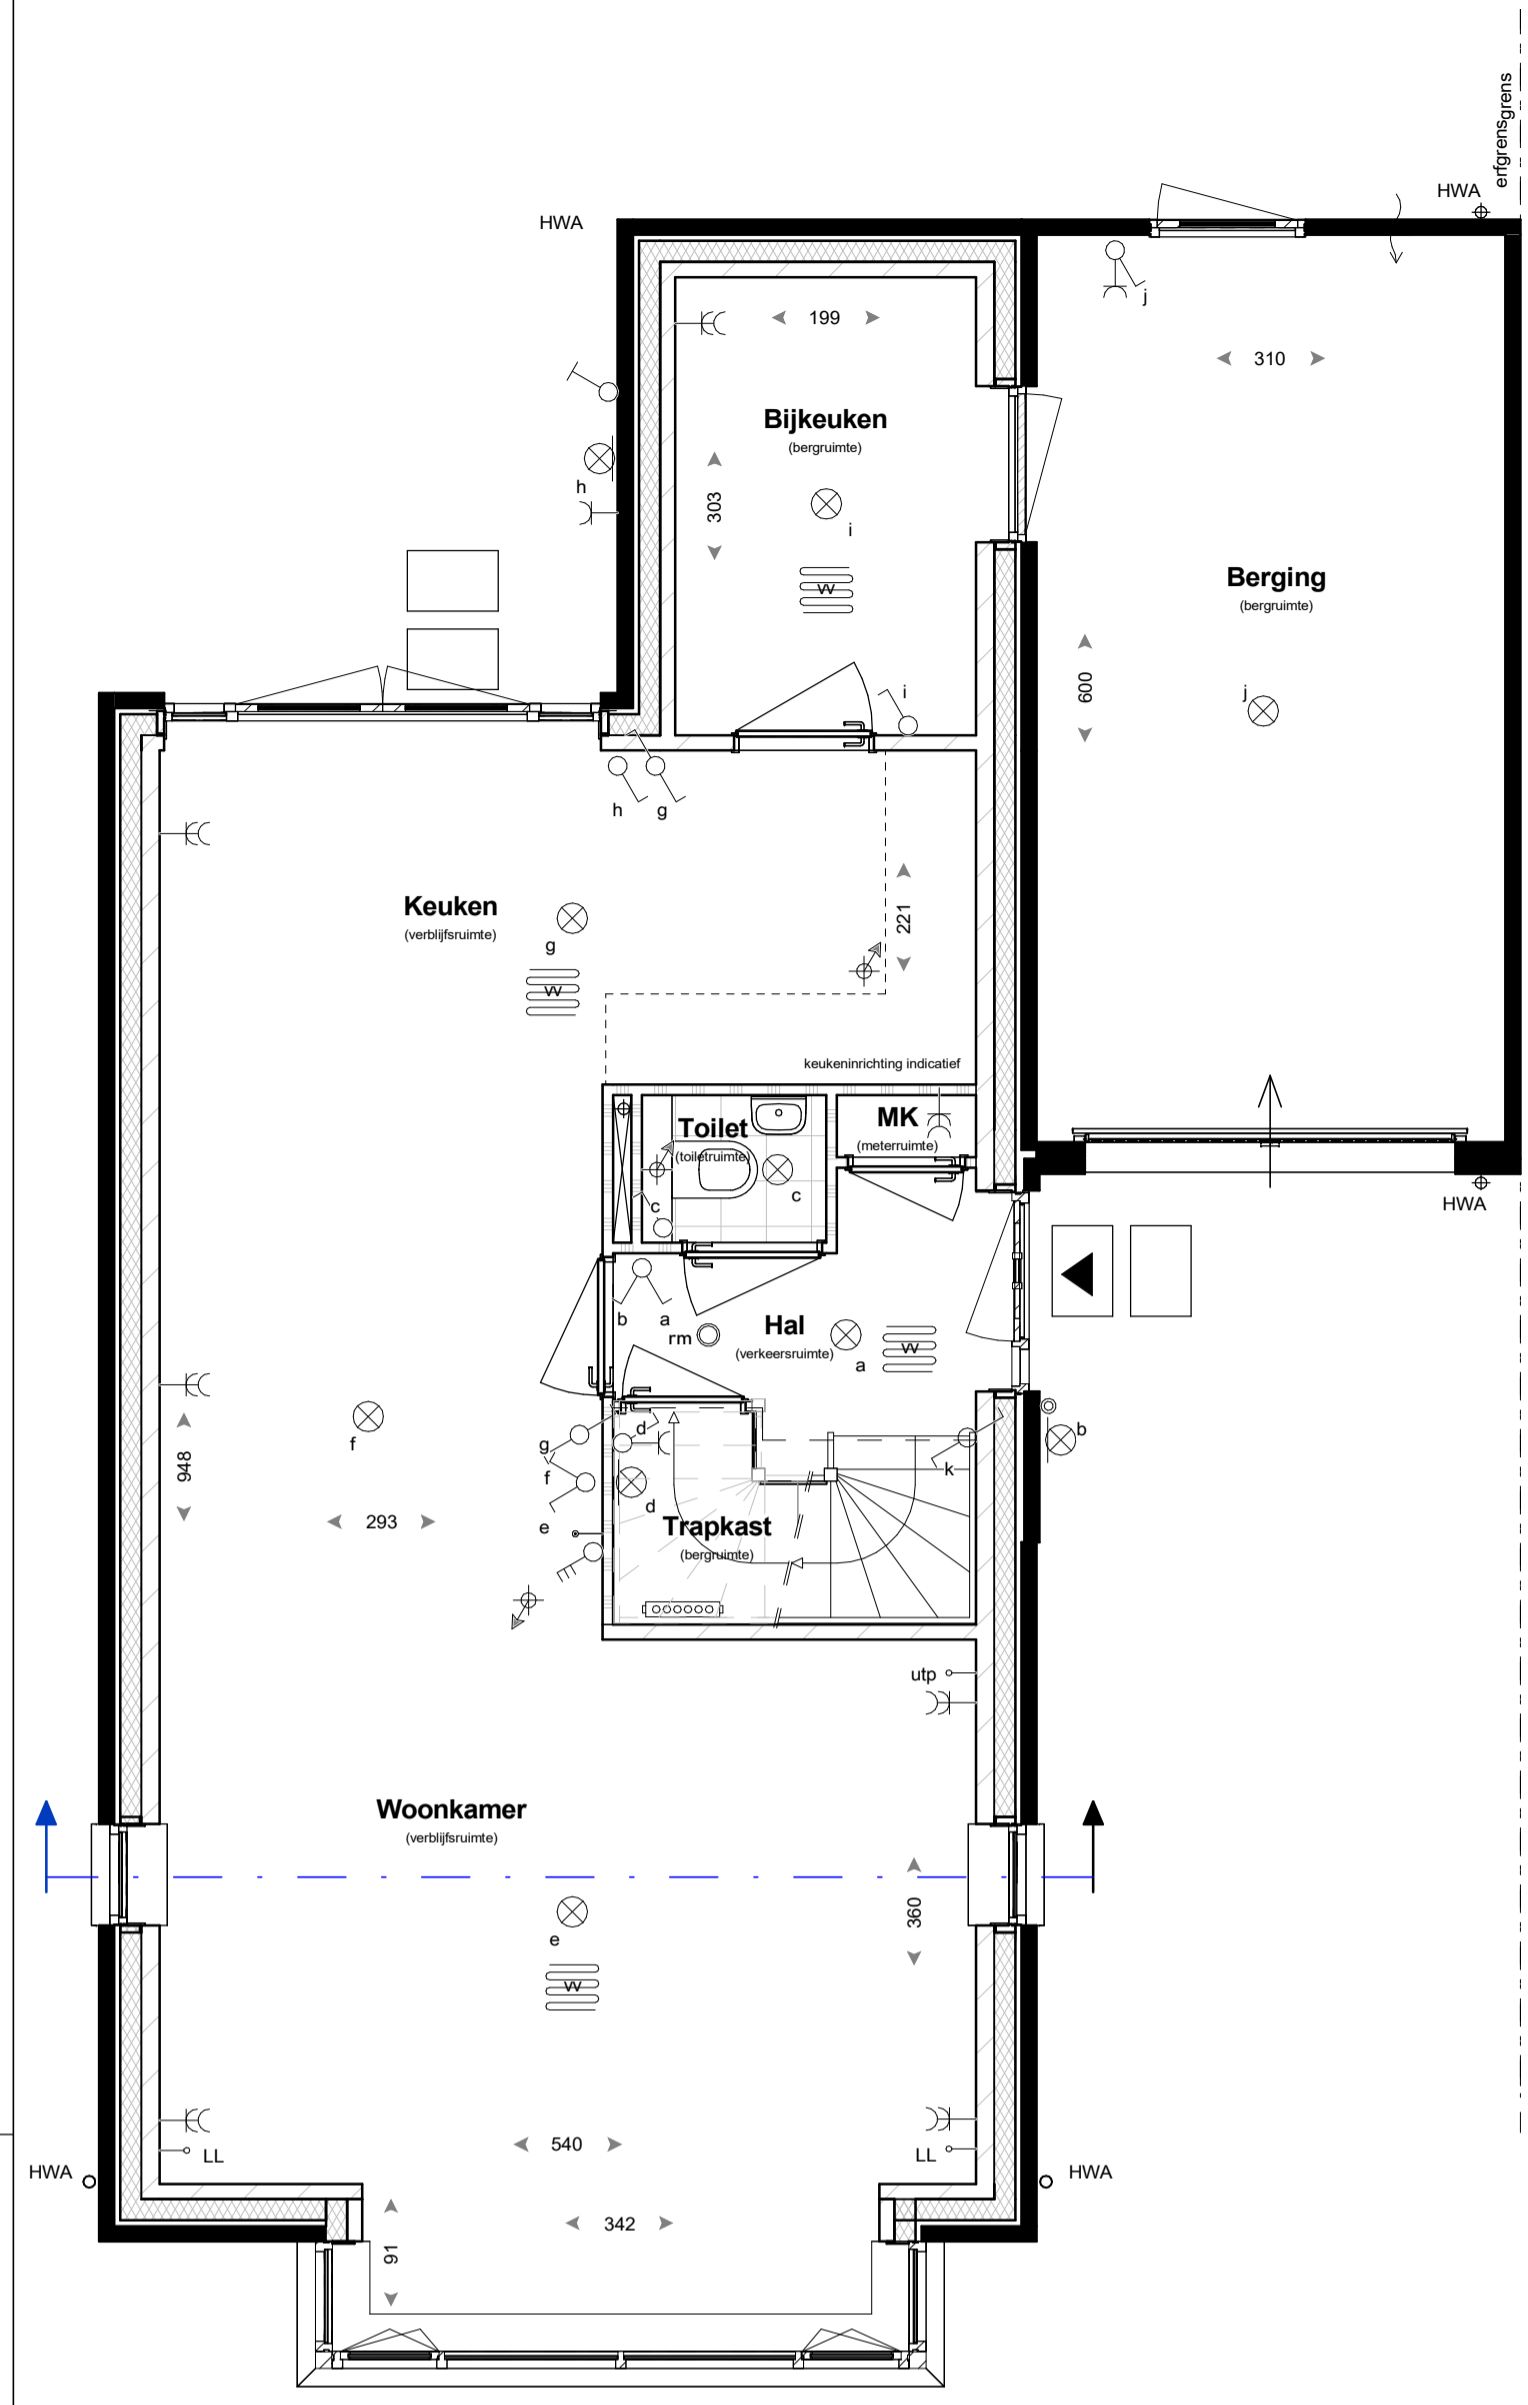 erfgrensgrens
HWA
HWA
j
199
310
Bijkeuken
(bergruimte)
h
303
i
W
Berging
(bergruimte)
600
i
j
h
g
Keuken
(verblijfsruimte)
221
g
W
keukeninrichting indicatief
Toilet
(toiletruimte)
MK
(meterruimte)
c
c
HWA
b
a
rm
Hal
(verkeersruimte)
a
W
f
g
d
b
948
f
k
d
293
e
Trapkast
(bergruimte)
utp
Woonkamer
(verblijfsruimte)
360
e
W
540
LL
LL
HWA
HWA
342
91